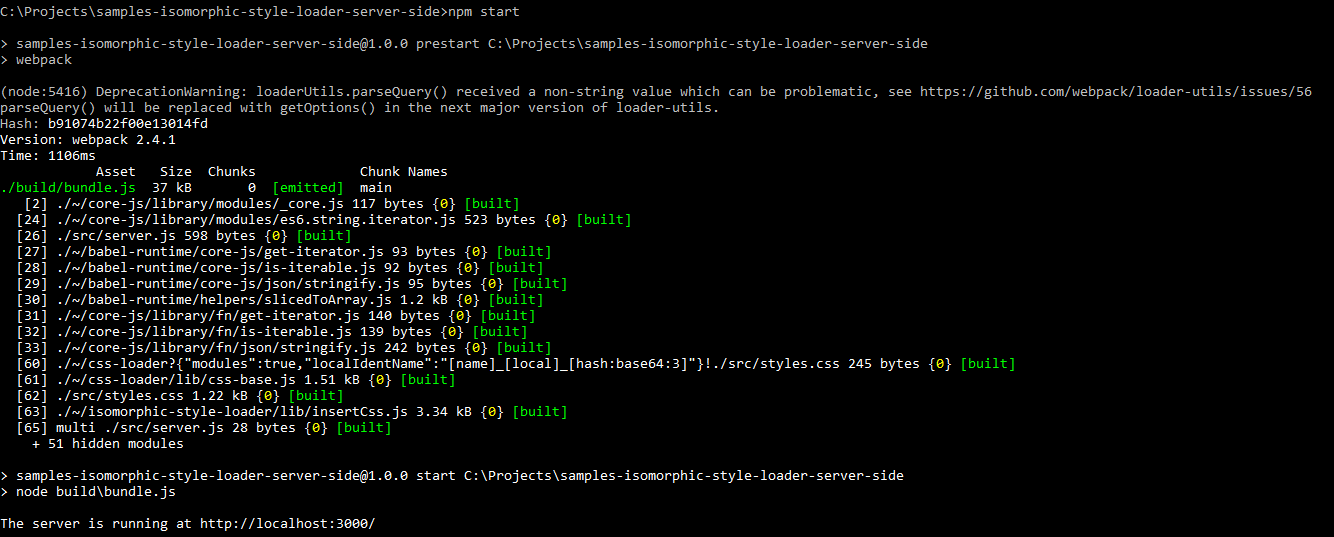 C:\Projects\samples-isomorphic-style-loader-server-side>npm start
> samples-isomorphic-style-loader-server-side@1.0.0 prestart C:\Projects\samples-isomorphic-style-loader-server-side
> webpack
(node:5416) DeprecationWarning: loaderUtils.parseQuery() received a non-string value which can be problematic, see https://github.com/webpack/loader-utils/issues/56
parseQuery() will be replaced with getOptions() in the next major version of loader-utils.
Hash: b91074b22f00e13014fd
Version: webpack 2.4.1
Time: 1106ms
Asset Size Chunks Chunk Names
./build/bundle.js 37 kB 0 [emitted] main
[2] ./~/core-js/library/modules/_core.js 117 bytes {0} [built]
[24] ./~/core-js/library/modules/es6.string.iterator.js 523 bytes {0} [built]
[26] ./src/server.js 598 bytes {0} [built]
[27] ./~/babel-runtime/core-js/get-iterator.js 93 bytes {0} [built]
[28] ./~/babel-runtime/core-js/is-iterable.js 92 bytes {0} [built]
[29] ./~/babel-runtime/core-js/json/stringify.js 95 bytes {0} [built]
[30] ./~/babel-runtime/helpers/slicedToArray.js 1.2 kB {0} [built]
[31] ./~/core-js/library/fn/get-iterator.js 140 bytes {0} [built]
[32] ./~/core-js/library/fn/is-iterable.js 139 bytes {0} [built]
[33] ./~/core-js/library/fn/json/stringify.js 242 bytes {0} [built]
[60] ./~/css-loader?{"modules":true,"localIdentName":"[name]_[local]_[hash:base64:3]"}!./src/styles.css 245 bytes {0} [built]
[61] ./~/css-loader/lib/css-base.js 1.51 kB {0} [built]
[62] ./src/styles.css 1.22 kB {0} [built]
[63] ./~/isomorphic-style-loader/lib/insertCss.js 3.34 kB {0} [built]
[65] multi ./src/server.js 28 bytes {0} [built]
+ 51 hidden modules
> samples-isomorphic-style-loader-server-side@1.0.0 start C:\Projects\samples-isomorphic-style-loader-server-side
> node build\bundle.js
The server is running at http://localhost:3000/